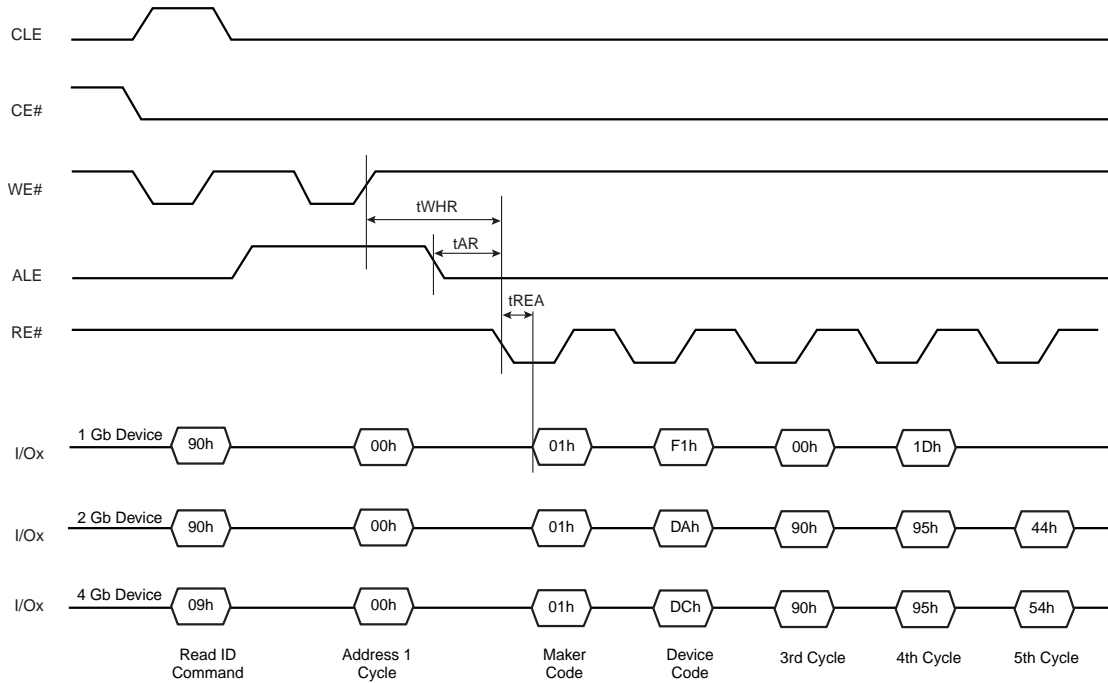 CLE
CE#
WE#
tWHR
tAR
ALE
tREA
RE#
I/Ox 1 Gb Device 90h 00h 01h F1h 00h 1Dh
I/Ox 2 Gb Device 90h 00h 01h DAh 90h 95h 44h
I/Ox 4 Gb Device 09h 00h 01h DCh 90h 95h 54h
Read ID Command
Address 1 Cycle
Maker Code
Device Code
3rd Cycle
4th Cycle
5th Cycle